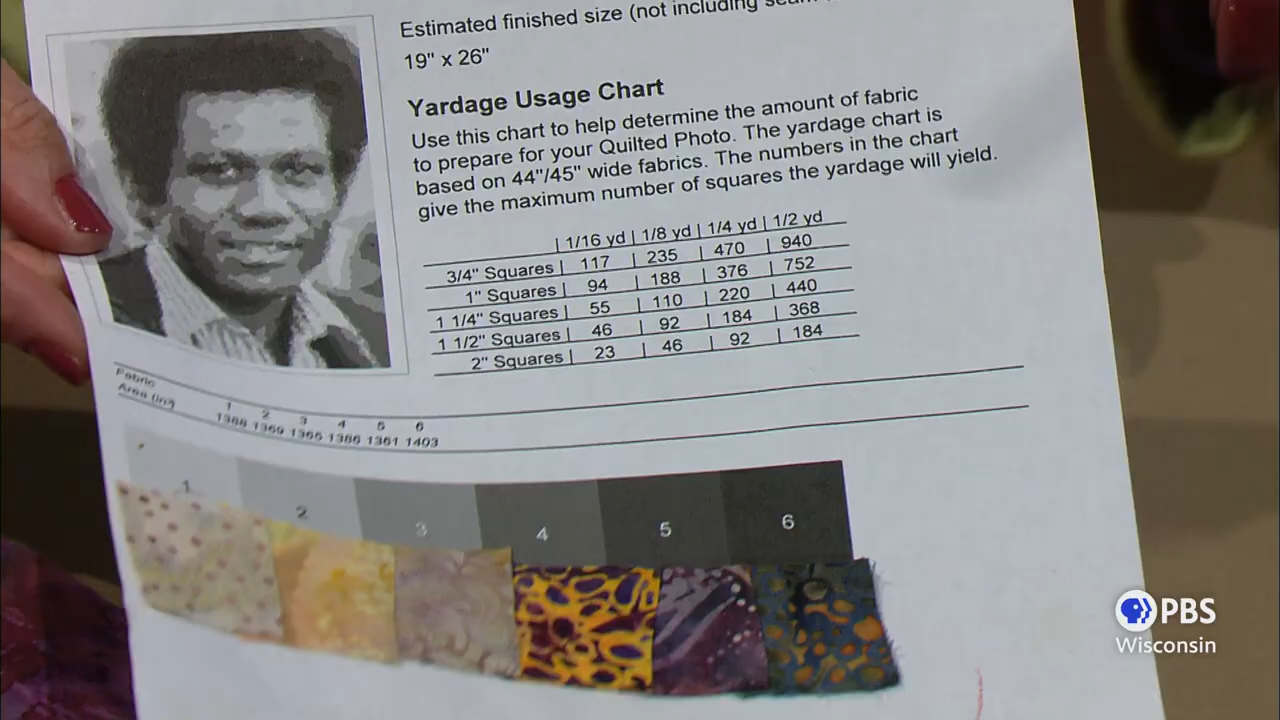 Estimated finished size (not including
19" x 26"
Yardage Usage Chart
Use this chart to help determine the amount of fabric
to prepare for your Quilted Photo. The yardage chart is
based on 44"/45" wide fabrics. The numbers in the chart
give the maximum number of squares the yardage will yield.
| 1/16 yd | 1/8 yd | 1/4 yd | 1/2 yd
3/4" Squares | 117 | 235 | 470 | 940
1" Squares | 94 | 188 | 376 | 752
1 1/4" Squares | 55 | 110 | 220 | 440
1 1/2" Squares | 46 | 92 | 184 | 368
2" Squares | 23 | 46 | 92 | 184
Fabric 1 2 3 4 5 6
Area (in²) 1368 1369 1365 1386 1361 1403
1 2 3 4 5 6
PBS
Wisconsin